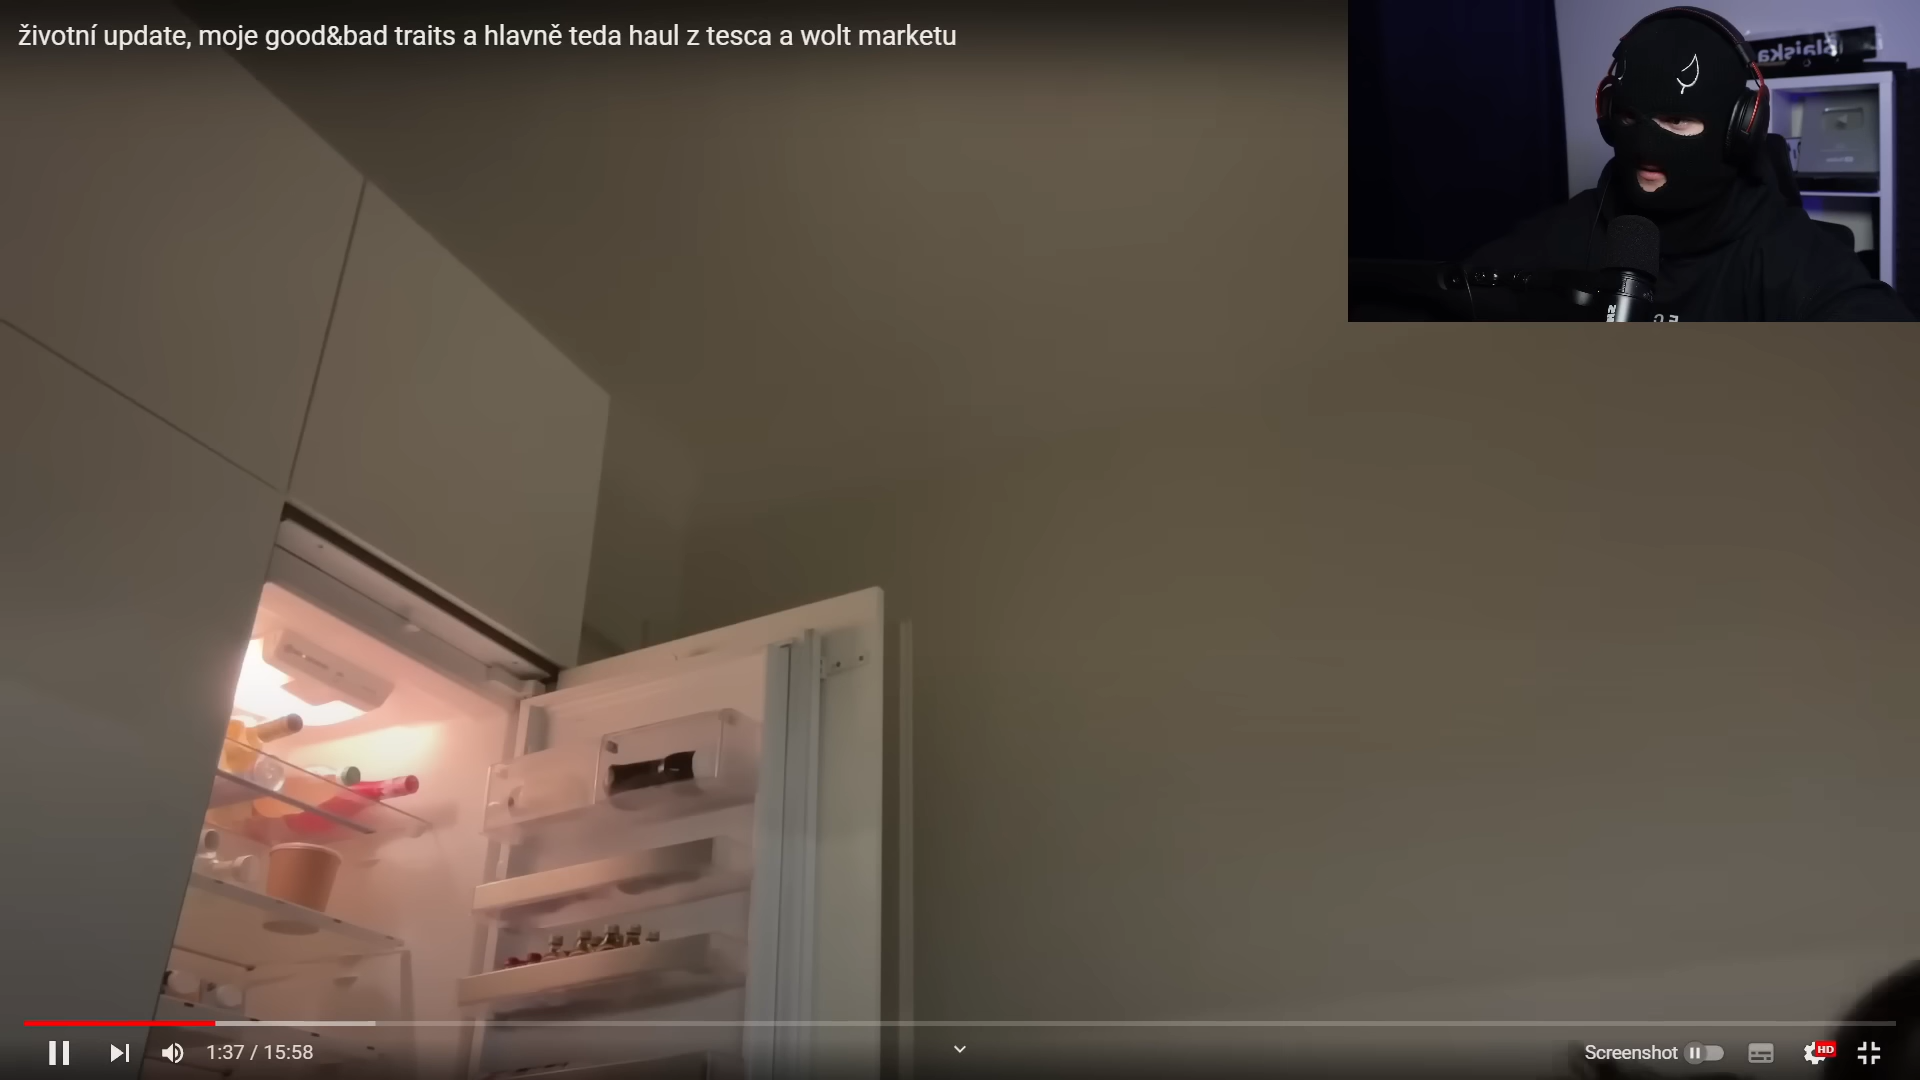 životní update, moje good&bad traits a hlavně teda haul z tesca a wolt marketu
1:37 / 15:58
Screenshot
HD